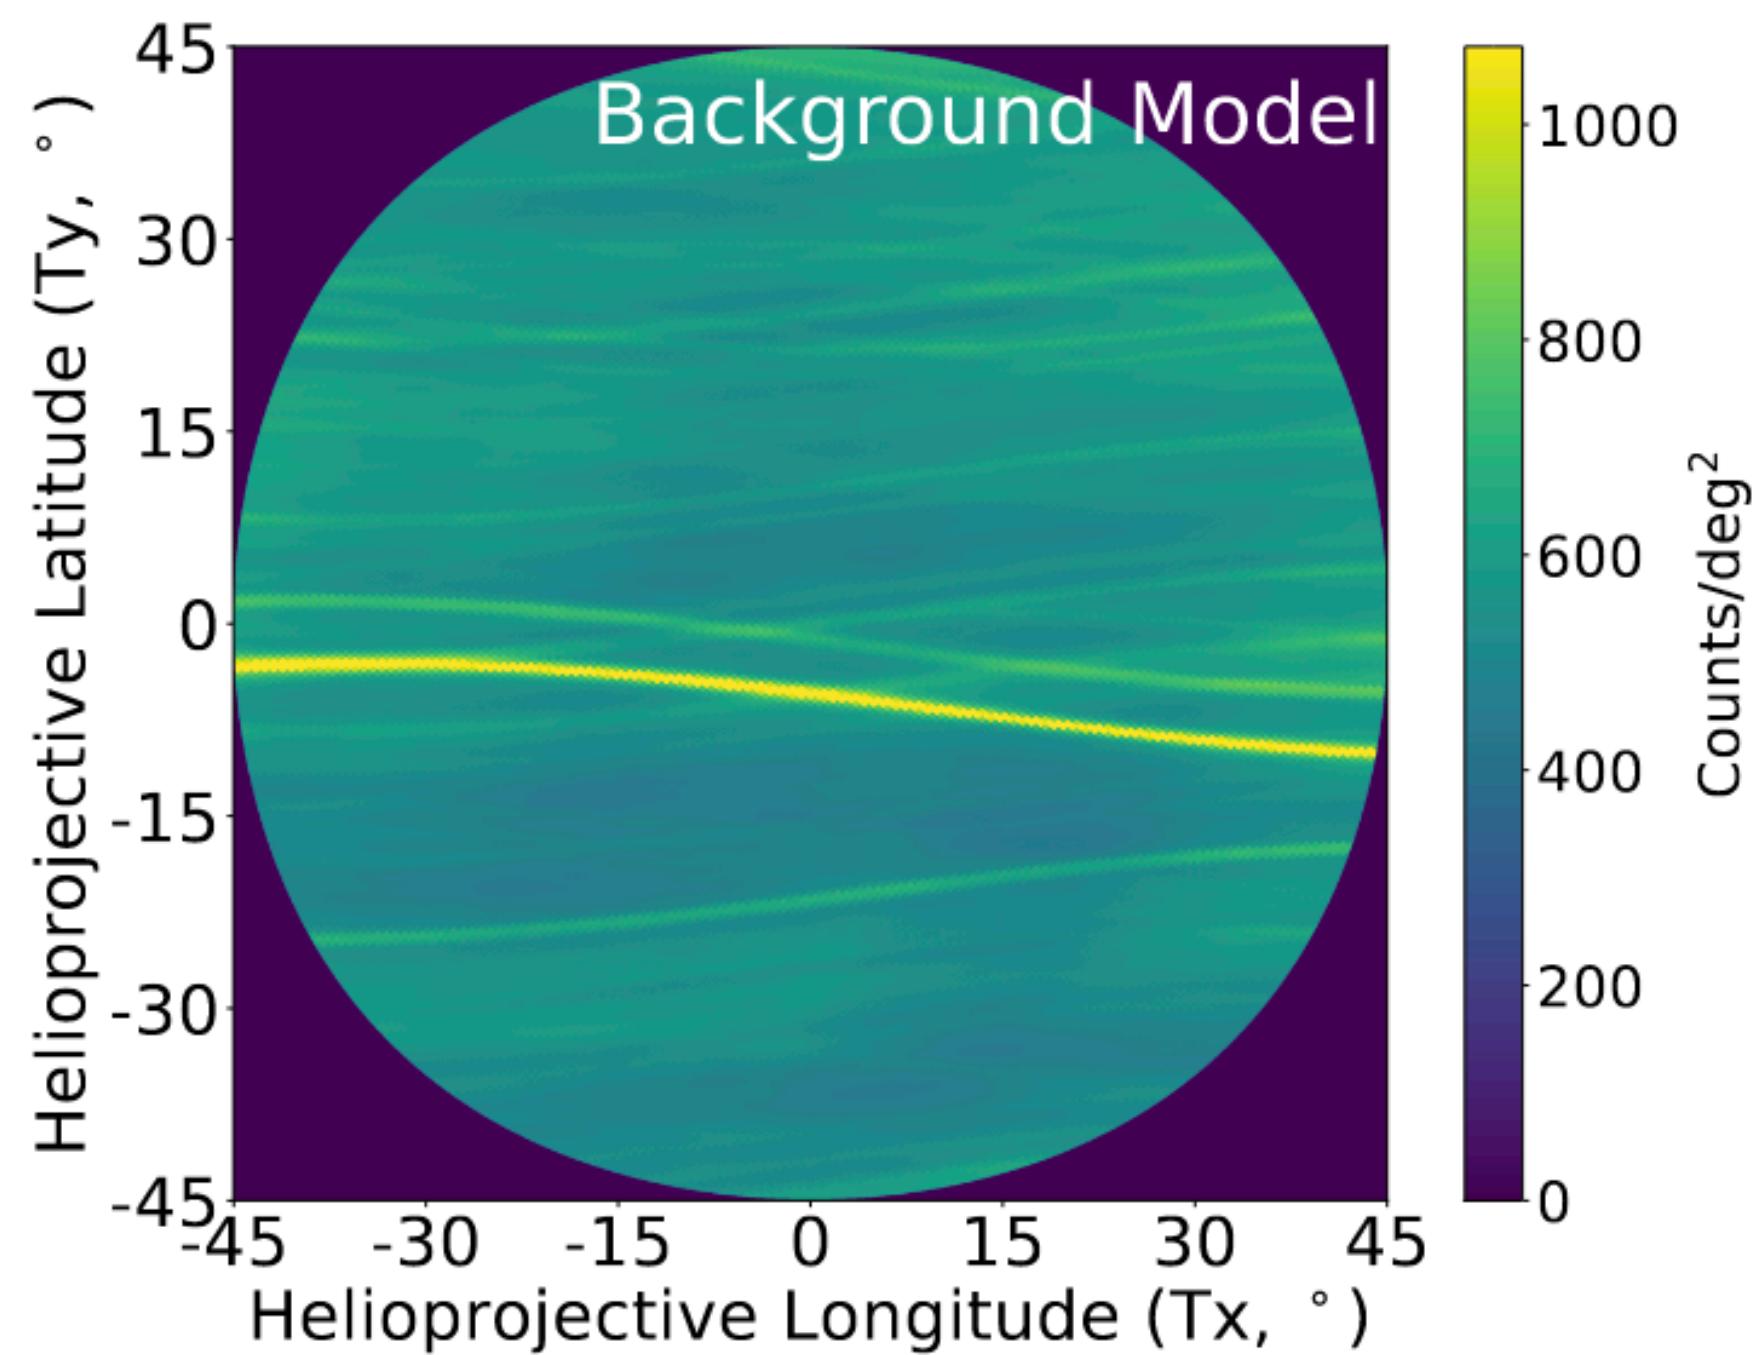 Background Model
45
30
15
0
-15
-30
-45
Helioprojective Latitude (Ty, °)
-45 -30 -15 0 15 30 45
Helioprojective Longitude (Tx, °)
1000
800
600
400
200
0
Counts/deg²